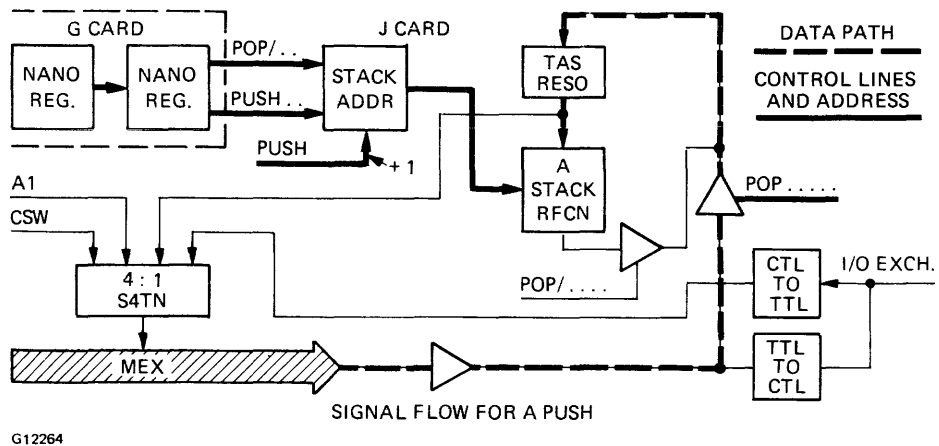 G CARD
J CARD
NANO
REG.
NANO
REG.
POP/ . .
PUSH . .
STACK
ADDR
PUSH
+ 1
TAS
RESO
A
STACK
RFCN
DATA PATH
CONTROL LINES
AND ADDRESS
POP . . . . .
A1
CSW
4 : 1
S4TN
POP/ . . . .
CTL
TO
TTL
I/O EXCH.
TTL
TO
CTL
MEX
SIGNAL FLOW FOR A PUSH
G12264